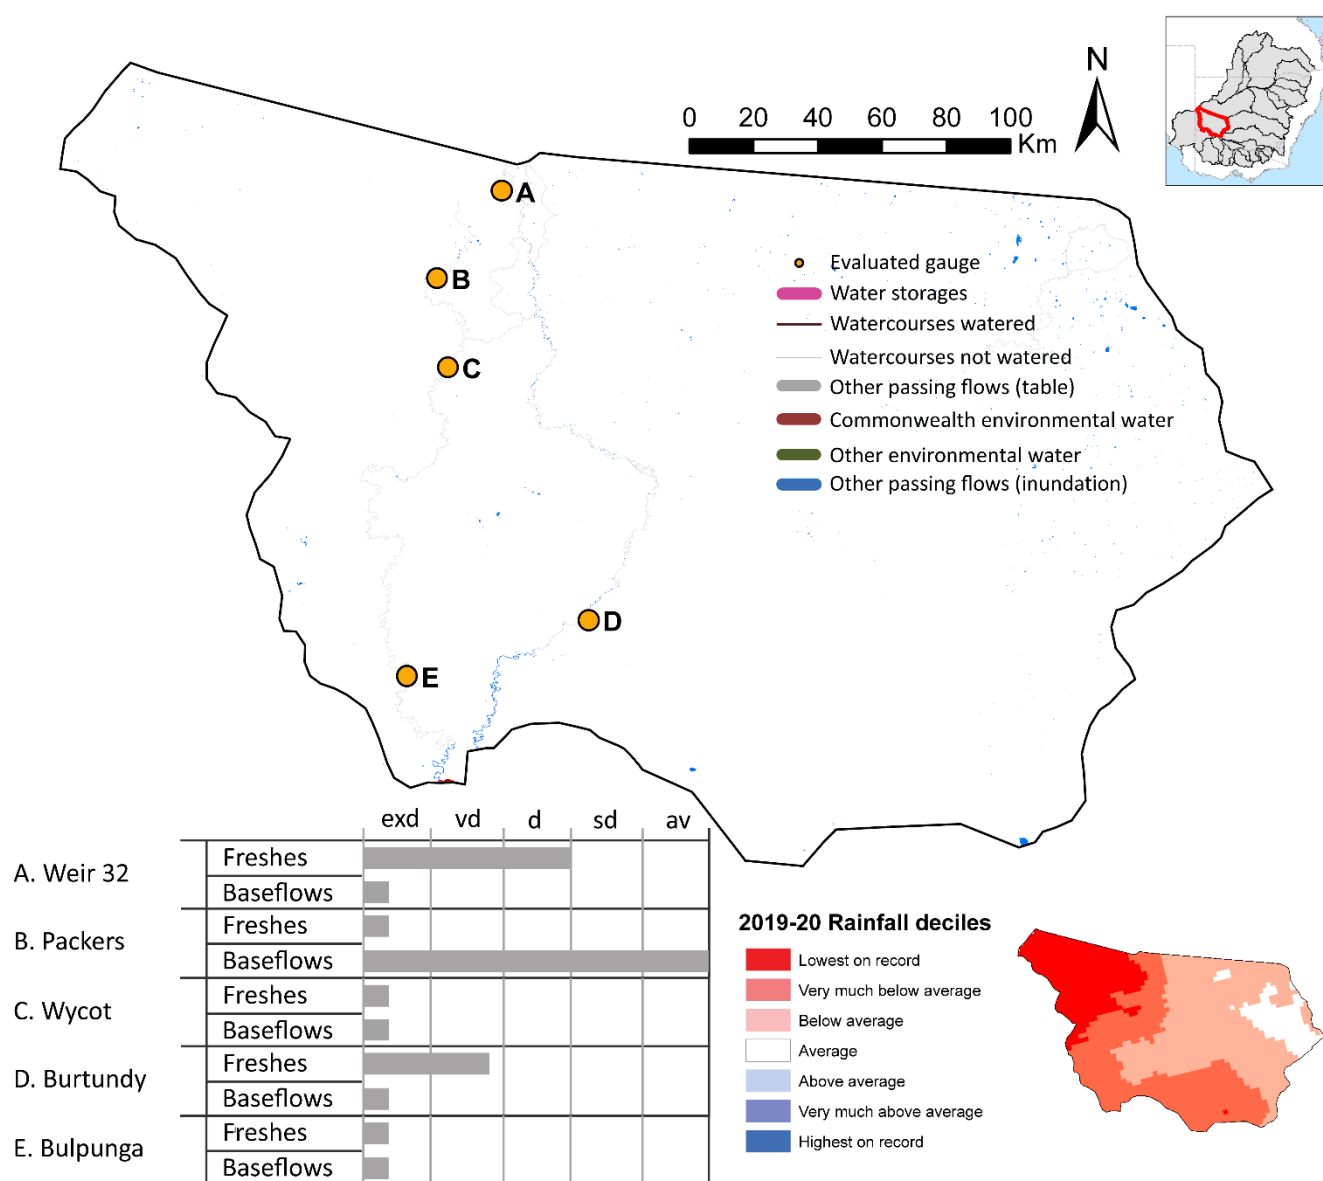 N
0 20 40 60 80 100
Km
A
B
C
D
E
Evaluated gauge
Water storages
Watercourses watered
Watercourses not watered
Other passing flows (table)
Commonwealth environmental water
Other environmental water
Other passing flows (inundation)
exd vd d sd av
A. Weir 32
Freshes
Baseflows
B. Packers
Freshes
Baseflows
C. Wycot
Freshes
Baseflows
D. Burtundy
Freshes
Baseflows
E. Bulpunga
Freshes
Baseflows
2019-20 Rainfall deciles
Lowest on record
Very much below average
Below average
Average
Above average
Very much above average
Highest on record